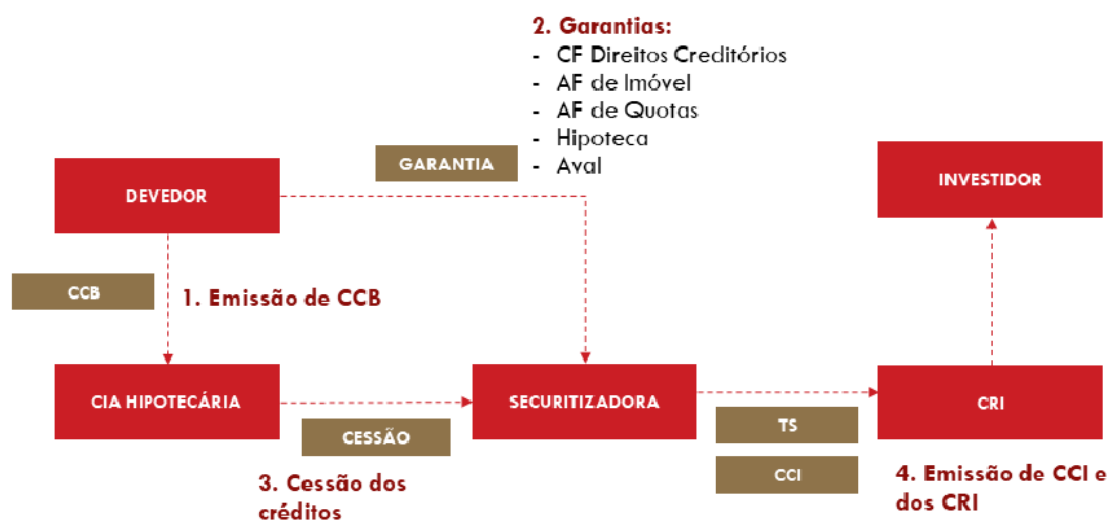 2. Garantias:
- CF Direitos Creditórios
- AF de Imóvel
- AF de Quotas
- Hipoteca
- Aval
GARANTIA
DEVEDOR
INVESTIDOR
CCB
1. Emissão de CCB
CIA HIPOTECÁRIA
SECURITIZADORA
CRI
CESSÃO
TS
CCI
3. Cessão dos
créditos
4. Emissão de CCI e
dos CRI